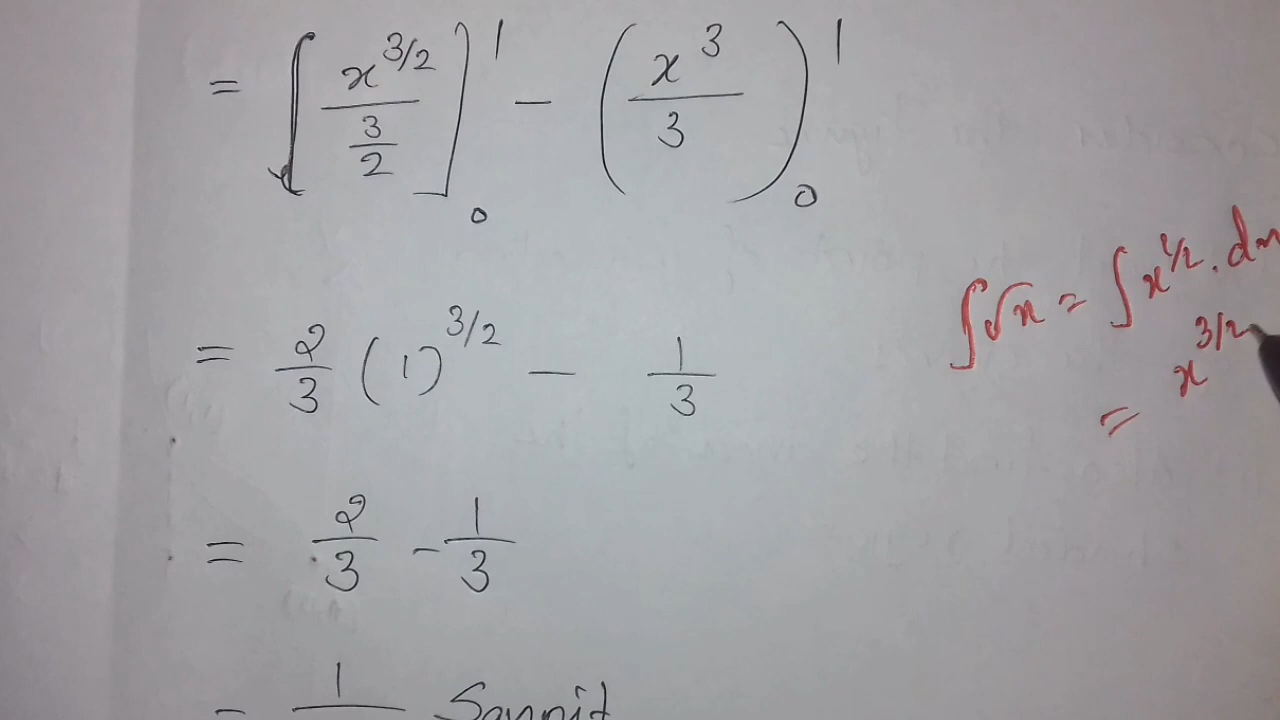 = [x^{3/2} / (3/2)]_0^1 - (x^3 / 3)_0^1
= 2/3 (1)^{3/2} - 1/3
= 2/3 - 1/3
= 1
∫√x = ∫x^{1/2} . dx
= x^{3/2}